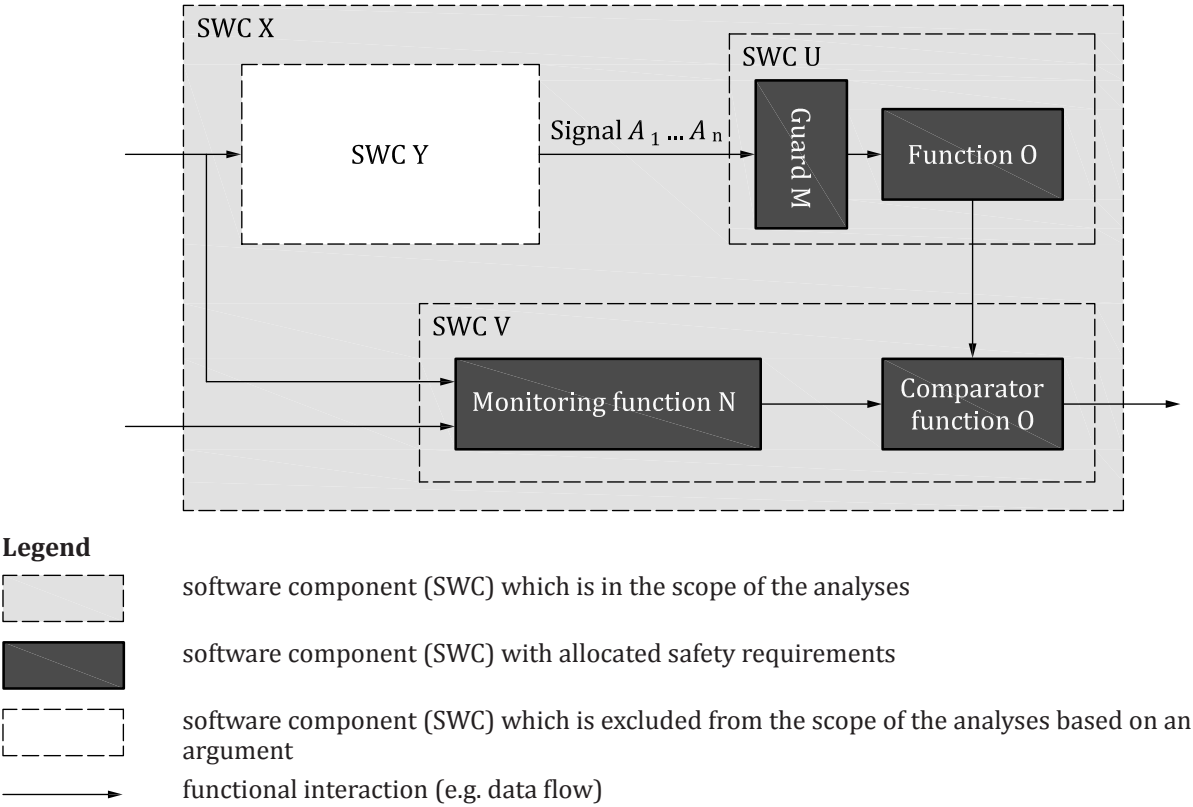 SWC X
SWC U
SWC Y
Signal A 1 ... A n
Guard M
Function O
SWC V
Monitoring function N
Comparator
function O
Legend
software component (SWC) which is in the scope of the analyses
software component (SWC) with allocated safety requirements
software component (SWC) which is excluded from the scope of the analyses based on an
argument
functional interaction (e.g. data flow)